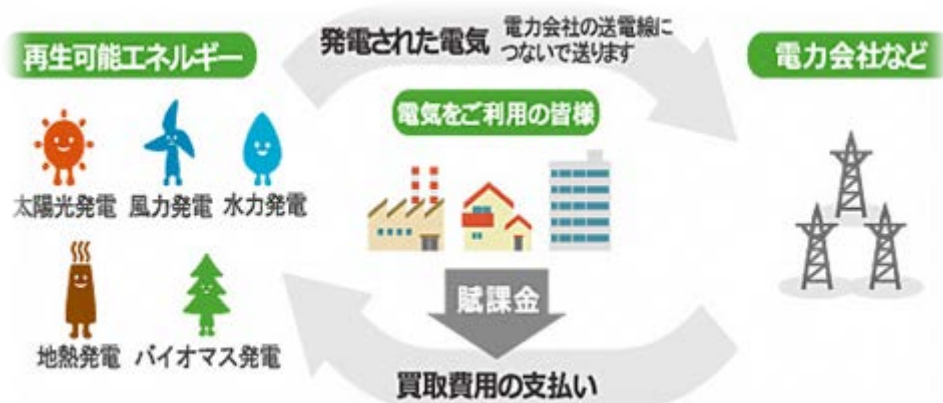 再生可能エネルギー
発電された電気
電力会社の送電線に
つないで送ります
電力会社など
電気をご利用の皆様
太陽光発電
風力発電
水力発電
地熱発電
バイオマス発電
賦課金
買取費用の支払い